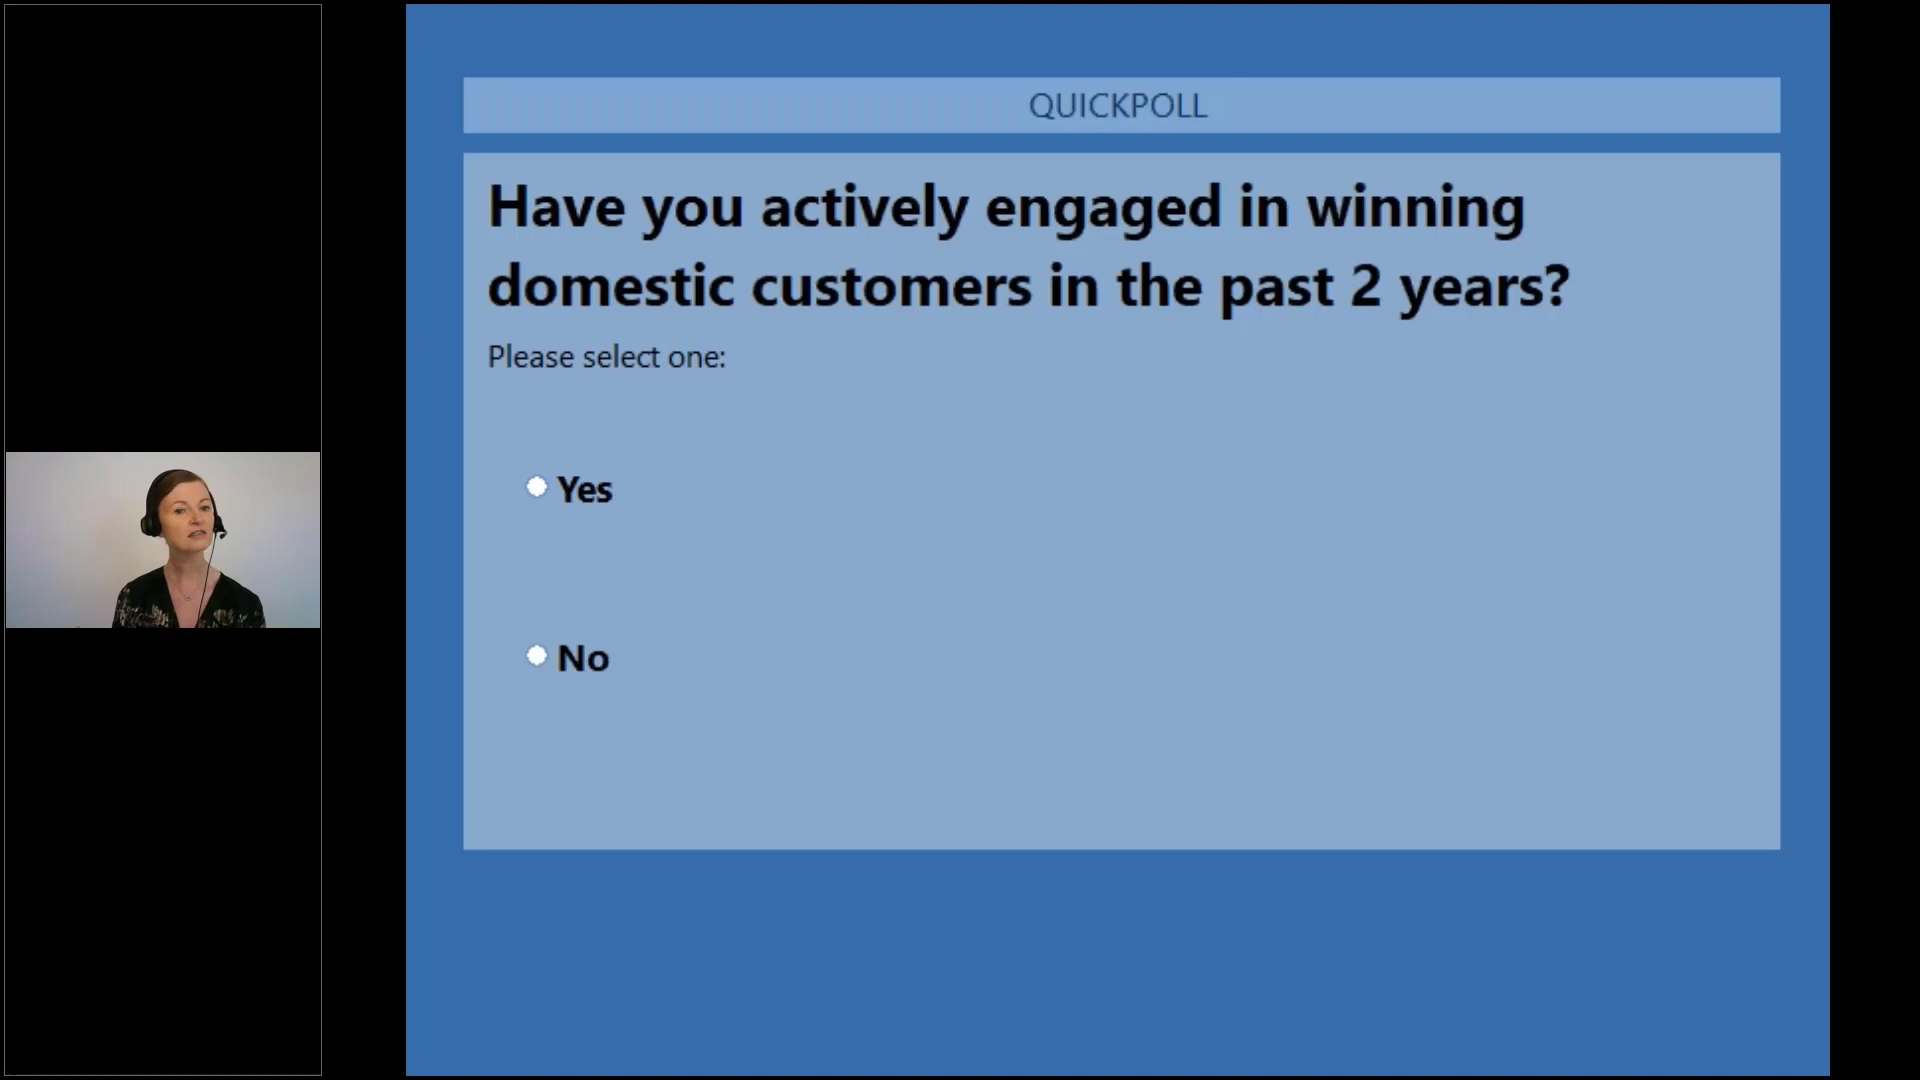 QUICKPOLL
Have you actively engaged in winning
domestic customers in the past 2 years?
Please select one:
Yes
No